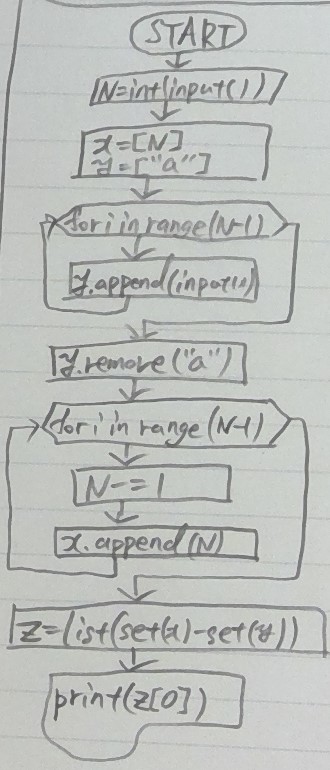 START
N=int(input())
x=[N]
y=["a"]
for i in range(N-1)
y.append(input())
y.remove("a")
for i in range(N-1)
N-=1
x.append(N)
z=list(set(x)-set(y))
print(z[0])